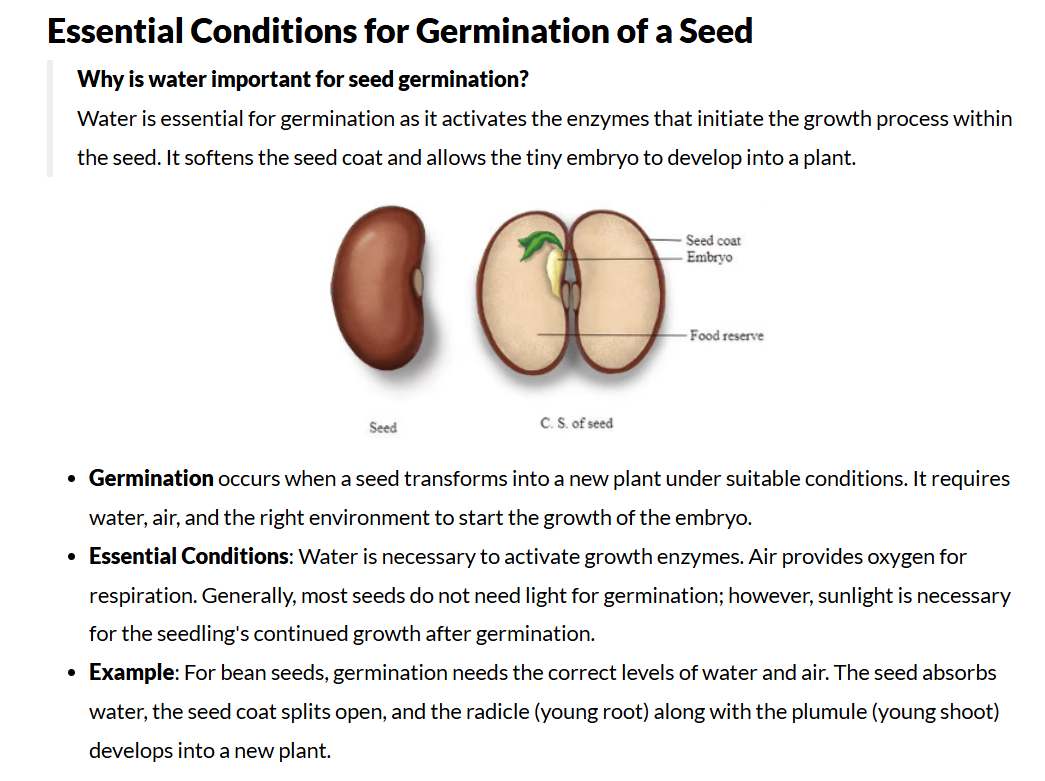 Essential Conditions for Germination of a Seed
Why is water important for seed germination?
Water is essential for germination as it activates the enzymes that initiate the growth process within
the seed. It softens the seed coat and allows the tiny embryo to develop into a plant.
Seed coat
Embryo
Food reserve
Seed
C. S. of seed
• Germination occurs when a seed transforms into a new plant under suitable conditions. It requires
water, air, and the right environment to start the growth of the embryo.
• Essential Conditions: Water is necessary to activate growth enzymes. Air provides oxygen for
respiration. Generally, most seeds do not need light for germination; however, sunlight is necessary
for the seedling's continued growth after germination.
• Example: For bean seeds, germination needs the correct levels of water and air. The seed absorbs
water, the seed coat splits open, and the radicle (young root) along with the plumule (young shoot)
develops into a new plant.